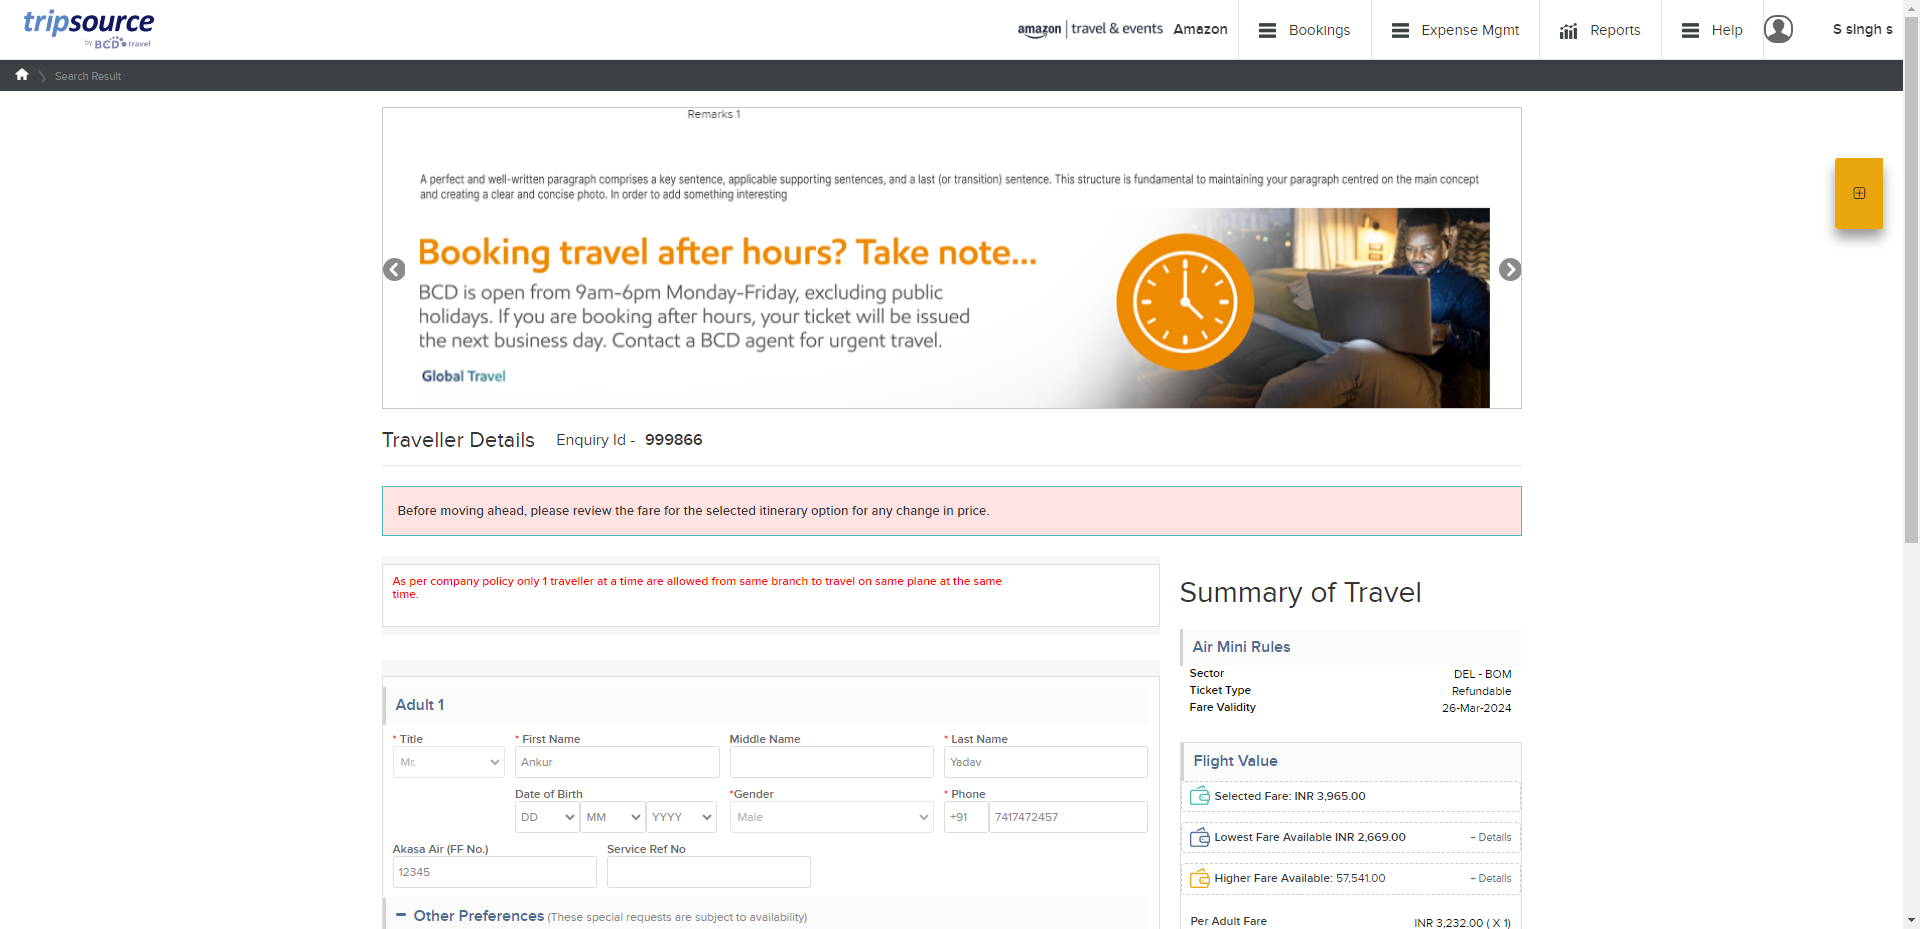 tripsource
by BCD travel
amazon | travel & events Amazon
Bookings
Expense Mgmt
Reports
Help
S singh s
Search Result
Remarks 1
A perfect and well-written paragraph comprises a key sentence, applicable supporting sentences, and a last (or transition) sentence. This structure is fundamental to maintaining your paragraph centred on the main concept
and creating a clear and concise photo. In order to add something interesting
Booking travel after hours? Take note...
BCD is open from 9am-6pm Monday-Friday, excluding public
holidays. If you are booking after hours, your ticket will be issued
the next business day. Contact a BCD agent for urgent travel.
Global Travel
Traveller Details Enquiry Id - 999866
Before moving ahead, please review the fare for the selected itinerary option for any change in price.
As per company policy only 1 traveller at a time are allowed from same branch to travel on same plane at the same
time.
Adult 1
* Title * First Name Middle Name * Last Name
Mr. Ankur Yadav
Date of Birth *Gender * Phone
DD MM YYYY Male +91 7417472457
Akasa Air (FF No.) Service Ref No
12345
Other Preferences (These special requests are subject to availability)
Summary of Travel
Air Mini Rules
Sector DEL - BOM
Ticket Type Refundable
Fare Validity 26-Mar-2024
Flight Value
Selected Fare: INR 3,965.00
Lowest Fare Available INR 2,669.00 + Details
Higher Fare Available: 57,541.00 + Details
Per Adult Fare INR 3,232.00 ( X 1)